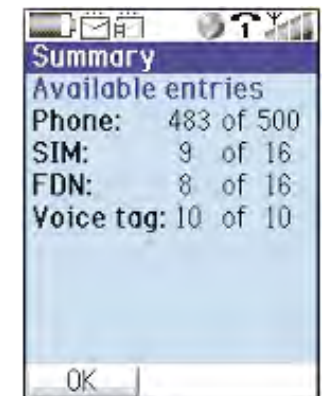 Summary
Available entries
Phone: 483 of 500
SIM: 9 of 16
FDN: 8 of 16
Voice tag: 10 of 10
OK